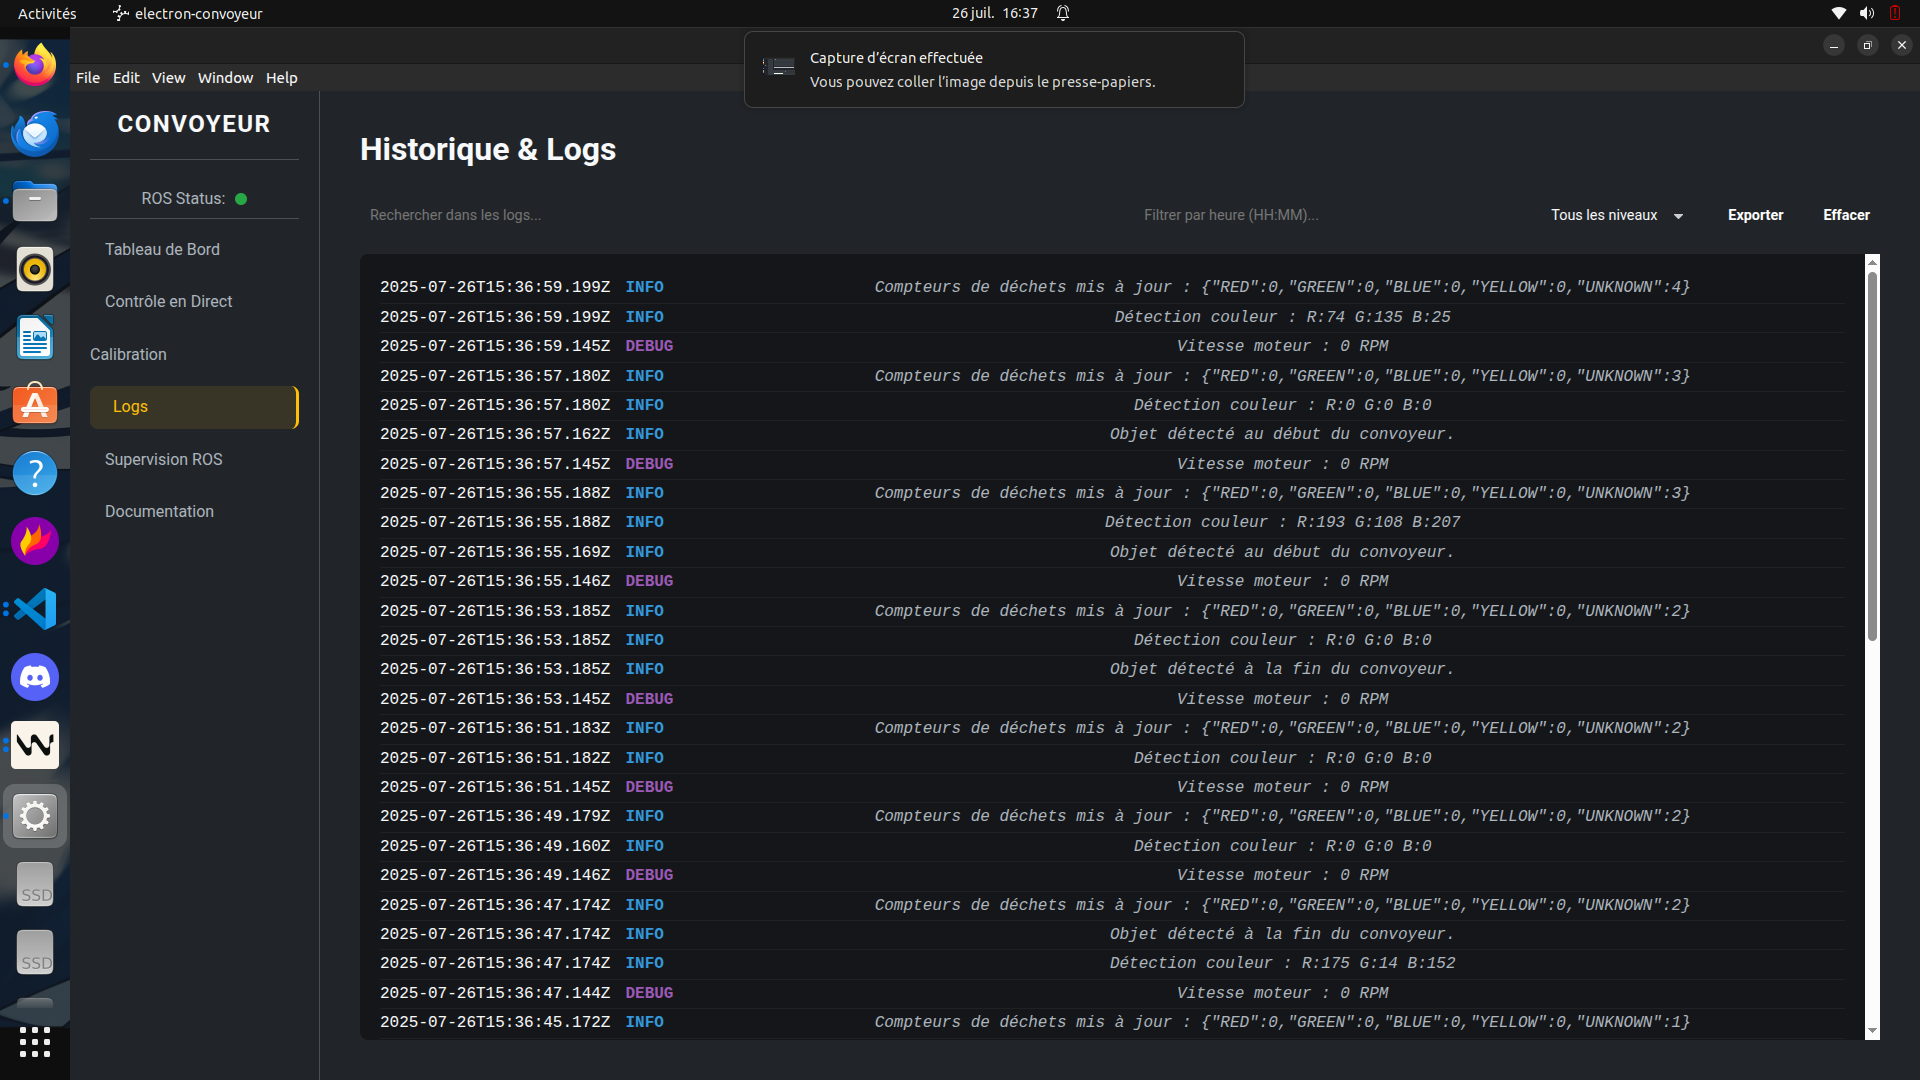 Activités electron-convoyeur 26 juil. 16:37
Capture d'écran effectuée
Vous pouvez coller l'image depuis le presse-papiers.
File Edit View Window Help
CONVOYEUR
ROS Status:
Tableau de Bord
Contrôle en Direct
Calibration
Logs
Supervision ROS
Documentation
Historique & Logs
Rechercher dans les logs... Filtrer par heure (HH:MM)... Tous les niveaux Exporter Effacer
2025-07-26T15:36:59.199Z INFO Compteurs de déchets mis à jour : {"RED":0,"GREEN":0,"BLUE":0,"YELLOW":0,"UNKNOWN":4}
2025-07-26T15:36:59.199Z INFO Détection couleur : R:74 G:135 B:25
2025-07-26T15:36:59.145Z DEBUG Vitesse moteur : 0 RPM
2025-07-26T15:36:57.180Z INFO Compteurs de déchets mis à jour : {"RED":0,"GREEN":0,"BLUE":0,"YELLOW":0,"UNKNOWN":3}
2025-07-26T15:36:57.180Z INFO Détection couleur : R:0 G:0 B:0
2025-07-26T15:36:57.162Z INFO Objet détecté au début du convoyeur.
2025-07-26T15:36:57.145Z DEBUG Vitesse moteur : 0 RPM
2025-07-26T15:36:55.188Z INFO Compteurs de déchets mis à jour : {"RED":0,"GREEN":0,"BLUE":0,"YELLOW":0,"UNKNOWN":3}
2025-07-26T15:36:55.188Z INFO Détection couleur : R:193 G:108 B:207
2025-07-26T15:36:55.169Z INFO Objet détecté au début du convoyeur.
2025-07-26T15:36:55.146Z DEBUG Vitesse moteur : 0 RPM
2025-07-26T15:36:53.185Z INFO Compteurs de déchets mis à jour : {"RED":0,"GREEN":0,"BLUE":0,"YELLOW":0,"UNKNOWN":2}
2025-07-26T15:36:53.185Z INFO Détection couleur : R:0 G:0 B:0
2025-07-26T15:36:53.185Z INFO Objet détecté à la fin du convoyeur.
2025-07-26T15:36:53.145Z DEBUG Vitesse moteur : 0 RPM
2025-07-26T15:36:51.183Z INFO Compteurs de déchets mis à jour : {"RED":0,"GREEN":0,"BLUE":0,"YELLOW":0,"UNKNOWN":2}
2025-07-26T15:36:51.182Z INFO Détection couleur : R:0 G:0 B:0
2025-07-26T15:36:51.145Z DEBUG Vitesse moteur : 0 RPM
2025-07-26T15:36:49.179Z INFO Compteurs de déchets mis à jour : {"RED":0,"GREEN":0,"BLUE":0,"YELLOW":0,"UNKNOWN":2}
2025-07-26T15:36:49.160Z INFO Détection couleur : R:0 G:0 B:0
2025-07-26T15:36:49.146Z DEBUG Vitesse moteur : 0 RPM
2025-07-26T15:36:47.174Z INFO Compteurs de déchets mis à jour : {"RED":0,"GREEN":0,"BLUE":0,"YELLOW":0,"UNKNOWN":2}
2025-07-26T15:36:47.174Z INFO Objet détecté à la fin du convoyeur.
2025-07-26T15:36:47.174Z INFO Détection couleur : R:175 G:14 B:152
2025-07-26T15:36:47.144Z DEBUG Vitesse moteur : 0 RPM
2025-07-26T15:36:45.172Z INFO Compteurs de déchets mis à jour : {"RED":0,"GREEN":0,"BLUE":0,"YELLOW":0,"UNKNOWN":1}
SSD
SSD